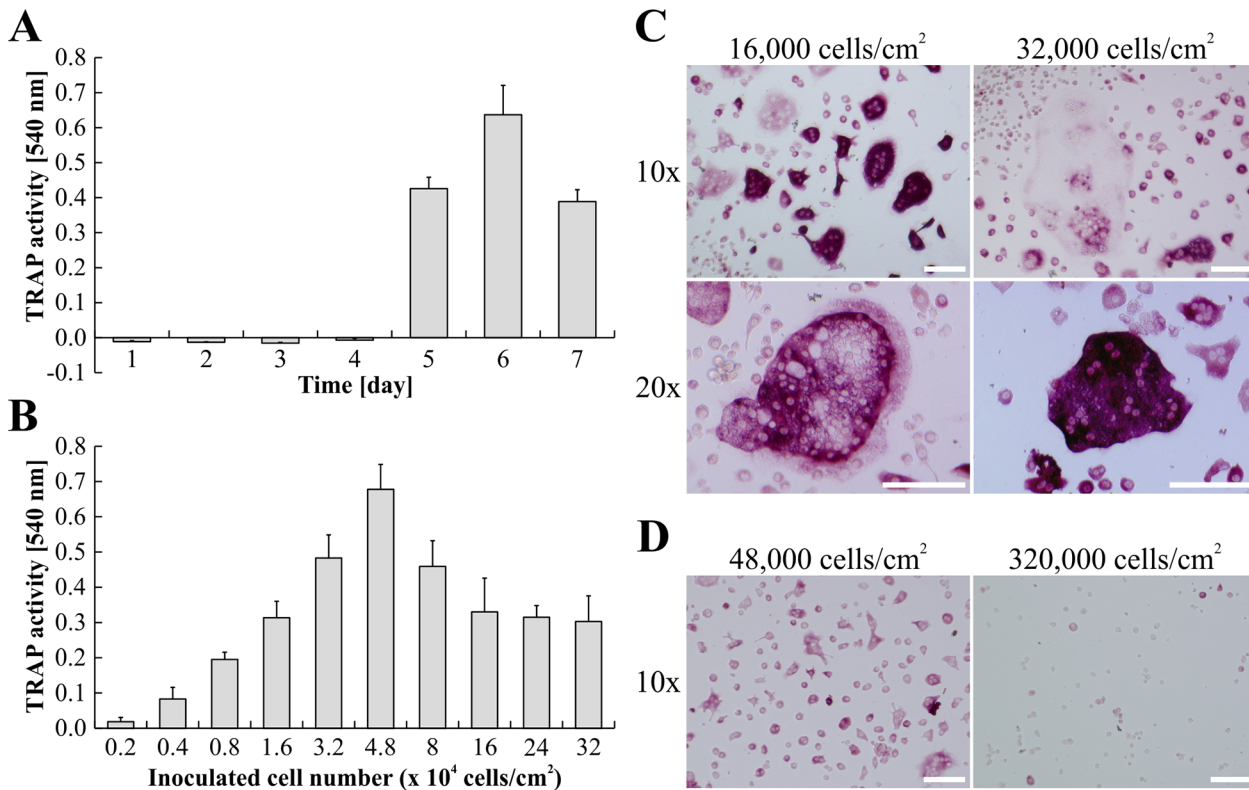 A
0.8
0.7
0.6
0.5
0.4
0.3
0.2
0.1
0.0
-0.1
TRAP activity [540 nm]
1 2 3 4 5 6 7
Time [day]
B
0.8
0.7
0.6
0.5
0.4
0.3
0.2
0.1
0.0
TRAP activity [540 nm]
0.2 0.4 0.8 1.6 3.2 4.8 8 16 24 32
Inoculated cell number (x 10⁴ cells/cm²)
C
16,000 cells/cm² 32,000 cells/cm²
10x
20x
D
48,000 cells/cm² 320,000 cells/cm²
10x